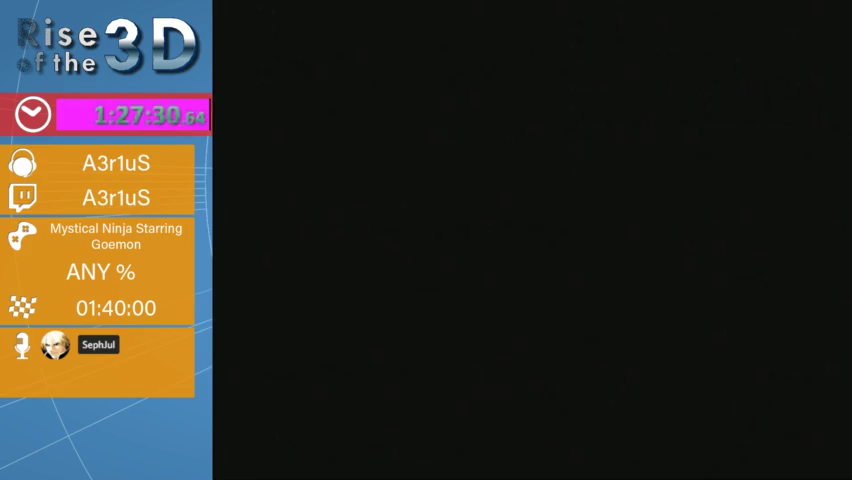 Rise
of the
3D
1:27:30.64
A3r1uS
A3r1uS
Mystical Ninja Starring
Goemon
ANY %
01:40:00
SephJul